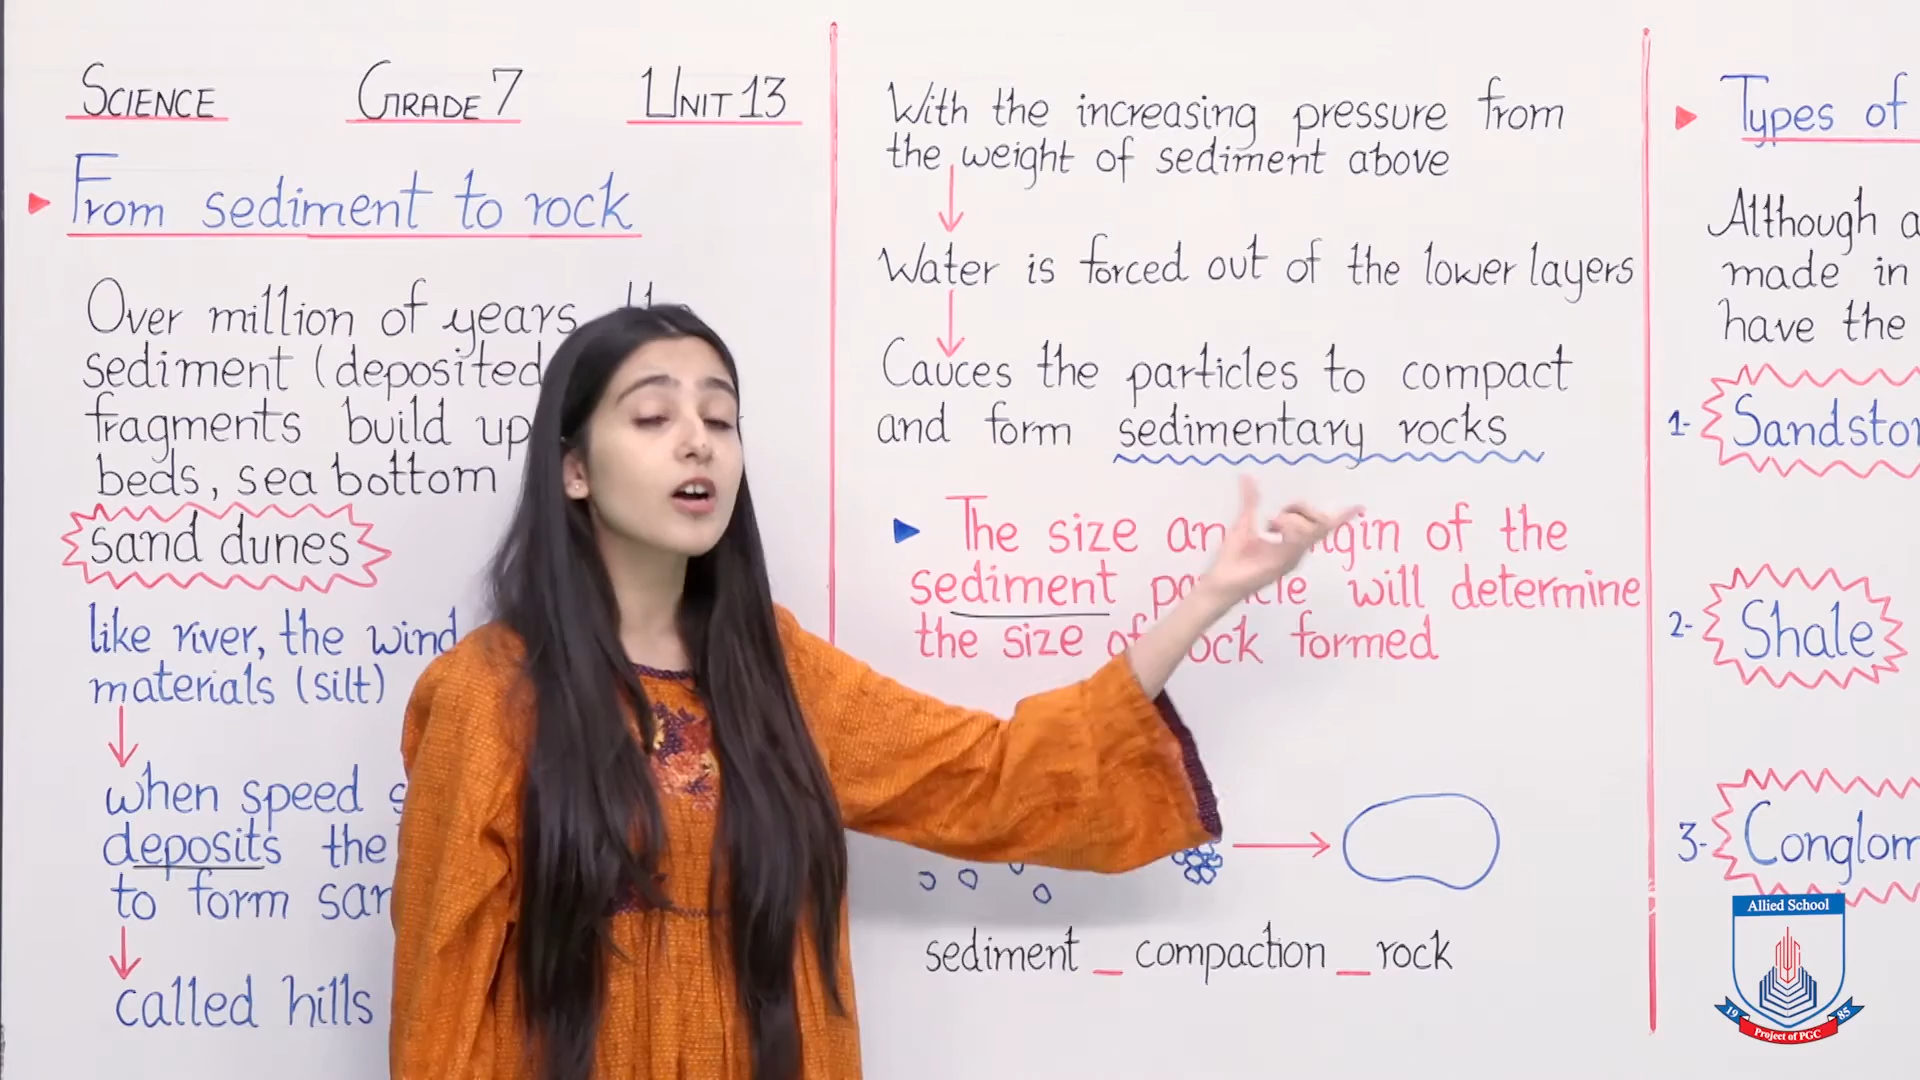 SCIENCE GRADE 7 UNIT 13
From sediment to rock
Over million of years
sediment (deposited
fragments build up
beds, sea bottom
sand dunes
like river, the wind
materials (silt)
when speed
deposits the
to form
called hills
With the increasing pressure from
the weight of sediment above
Water is forced out of the lower layers
Cauces the particles to compact
and form sedimentary rocks
The size of the
sediment will determine
the size formed
sediment _ compaction _ rock
Types of
Although
made in
have the
1-
2- Shale
3-
Allied School
19 85
Project of PGC